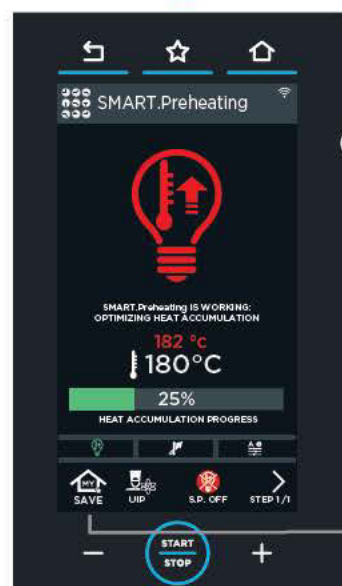 SMART.Preheating
SMART.Preheating IS WORKING:
OPTIMIZING HEAT ACCUMULATION
182 °c
180°C
25%
HEAT ACCUMULATION PROGRESS
MY
SAVE
UIP
S.P. OFF
STEP 1/1
START
STOP